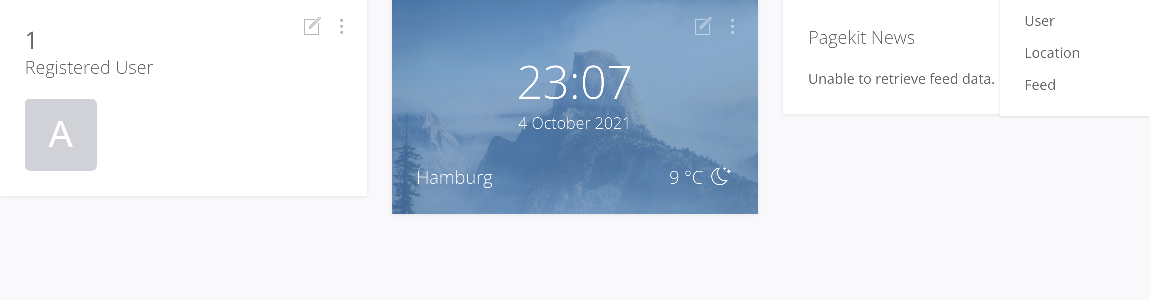 1
Registered User
A
23:07
4 October 2021
Hamburg
9 °C
Pagekit News
Unable to retrieve feed data.
User
Location
Feed